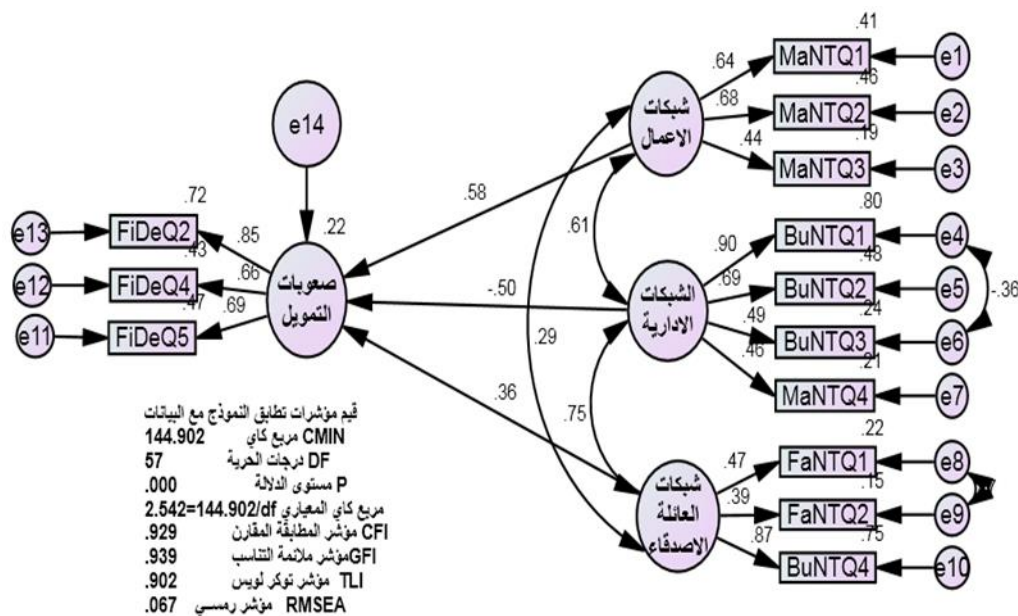 .41
MaNTQ1
e1
.64
.46
شبكات
الاعمال
.68
MaNTQ2
e2
.19
.44
MaNTQ3
e3
e14
.58
.61
.80
.72
.22
.90
BuNTQ1
e4
.48
e13
FiDeQ2
.85
.43
.69
BuNTQ2
e5
.24
-.36
e12
FiDeQ4
.66
.47
صعوبات
التمويل
-.50
الشبكات
الادارية
.49
BuNTQ3
e6
.21
e11
FiDeQ5
.69
.29
.46
MaNTQ4
e7
.36
.75
.22
.47
FaNTQ1
e8
.15
شبكات
العائلة
الاصدقاء
.39
FaNTQ2
e9
.75
.87
BuNTQ4
e10
قيم مؤشرات تطابق النموذج مع البيانات
CMIN مربع كاي 144.902
DF درجات الحرية 57
P مستوى الدلالة .000
مربع كاي المعياري 2.542=144.902/df
CFI مؤشر المطابقة المقارن .929
GFI مؤشر ملائمة التناسب .939
TLI مؤشر توكر لويس .902
RMSEA مؤشر رمسي .067